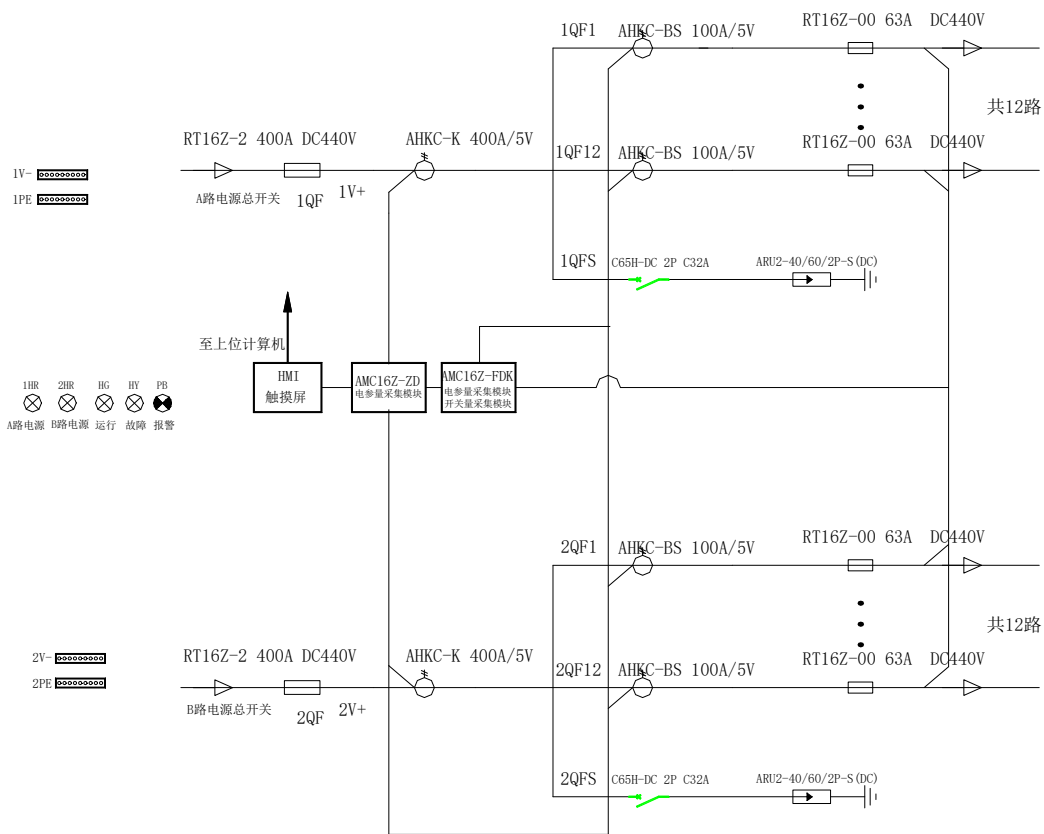 1QF1
AHKC-BS 100A/5V
RT16Z-00 63A DC440V
共12路
RT16Z-2 400A DC440V
AHKC-K 400A/5V
1QF12
AHKC-BS 100A/5V
RT16Z-00 63A DC440V
1V-
1PE
A路电源总开关
1QF
1V+
1QFS
C65H-DC 2P C32A
ARU2-40/60/2P-S(DC)
至上位计算机
HMI
触摸屏
AMC16Z-ZD
电参量采集模块
AMC16Z-FDK
电参量采集模块
开关量采集模块
1HR
2HR
HG
HY
PB
A路电源
B路电源
运行
故障
报警
2QF1
AHKC-BS 100A/5V
RT16Z-00 63A DC440V
共12路
2V-
2PE
RT16Z-2 400A DC440V
AHKC-K 400A/5V
2QF12
AHKC-BS 100A/5V
RT16Z-00 63A DC440V
B路电源总开关
2QF
2V+
2QFS
C65H-DC 2P C32A
ARU2-40/60/2P-S(DC)